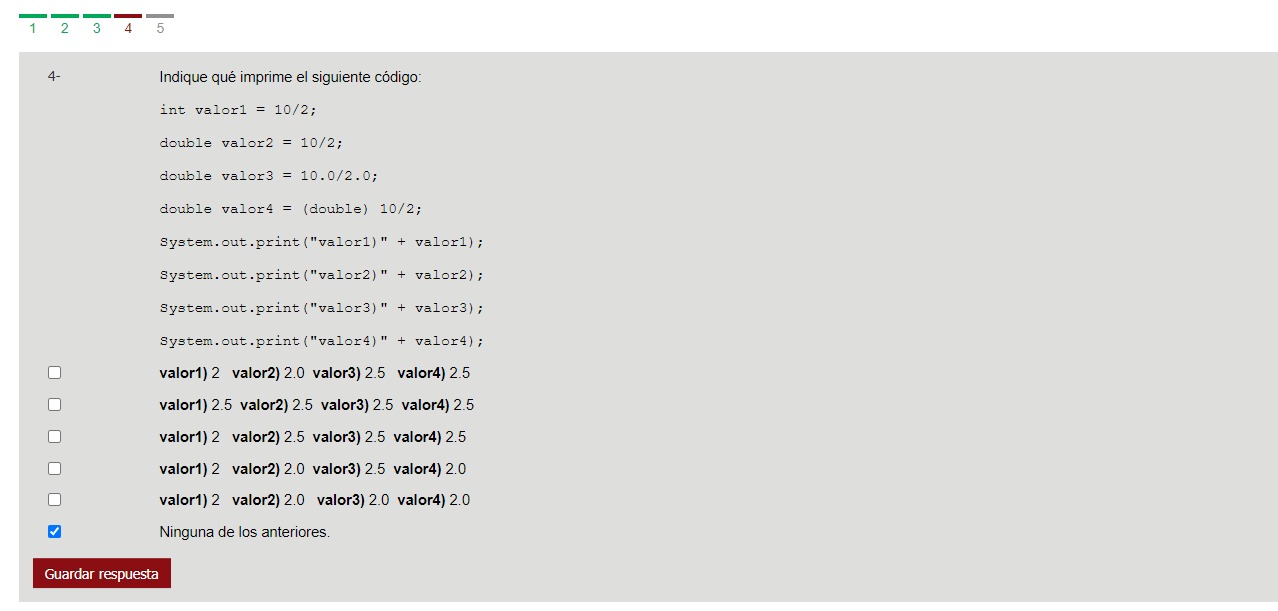 1 2 3 4 5
4- Indique qué imprime el siguiente código:
int valor1 = 10/2;
double valor2 = 10/2;
double valor3 = 10.0/2.0;
double valor4 = (double) 10/2;
System.out.print("valor1)" + valor1);
System.out.print("valor2)" + valor2);
System.out.print("valor3)" + valor3);
System.out.print("valor4)" + valor4);
valor1) 2 valor2) 2.0 valor3) 2.5 valor4) 2.5
valor1) 2.5 valor2) 2.5 valor3) 2.5 valor4) 2.5
valor1) 2 valor2) 2.5 valor3) 2.5 valor4) 2.5
valor1) 2 valor2) 2.0 valor3) 2.5 valor4) 2.0
valor1) 2 valor2) 2.0 valor3) 2.0 valor4) 2.0
Ninguna de los anteriores.
Guardar respuesta